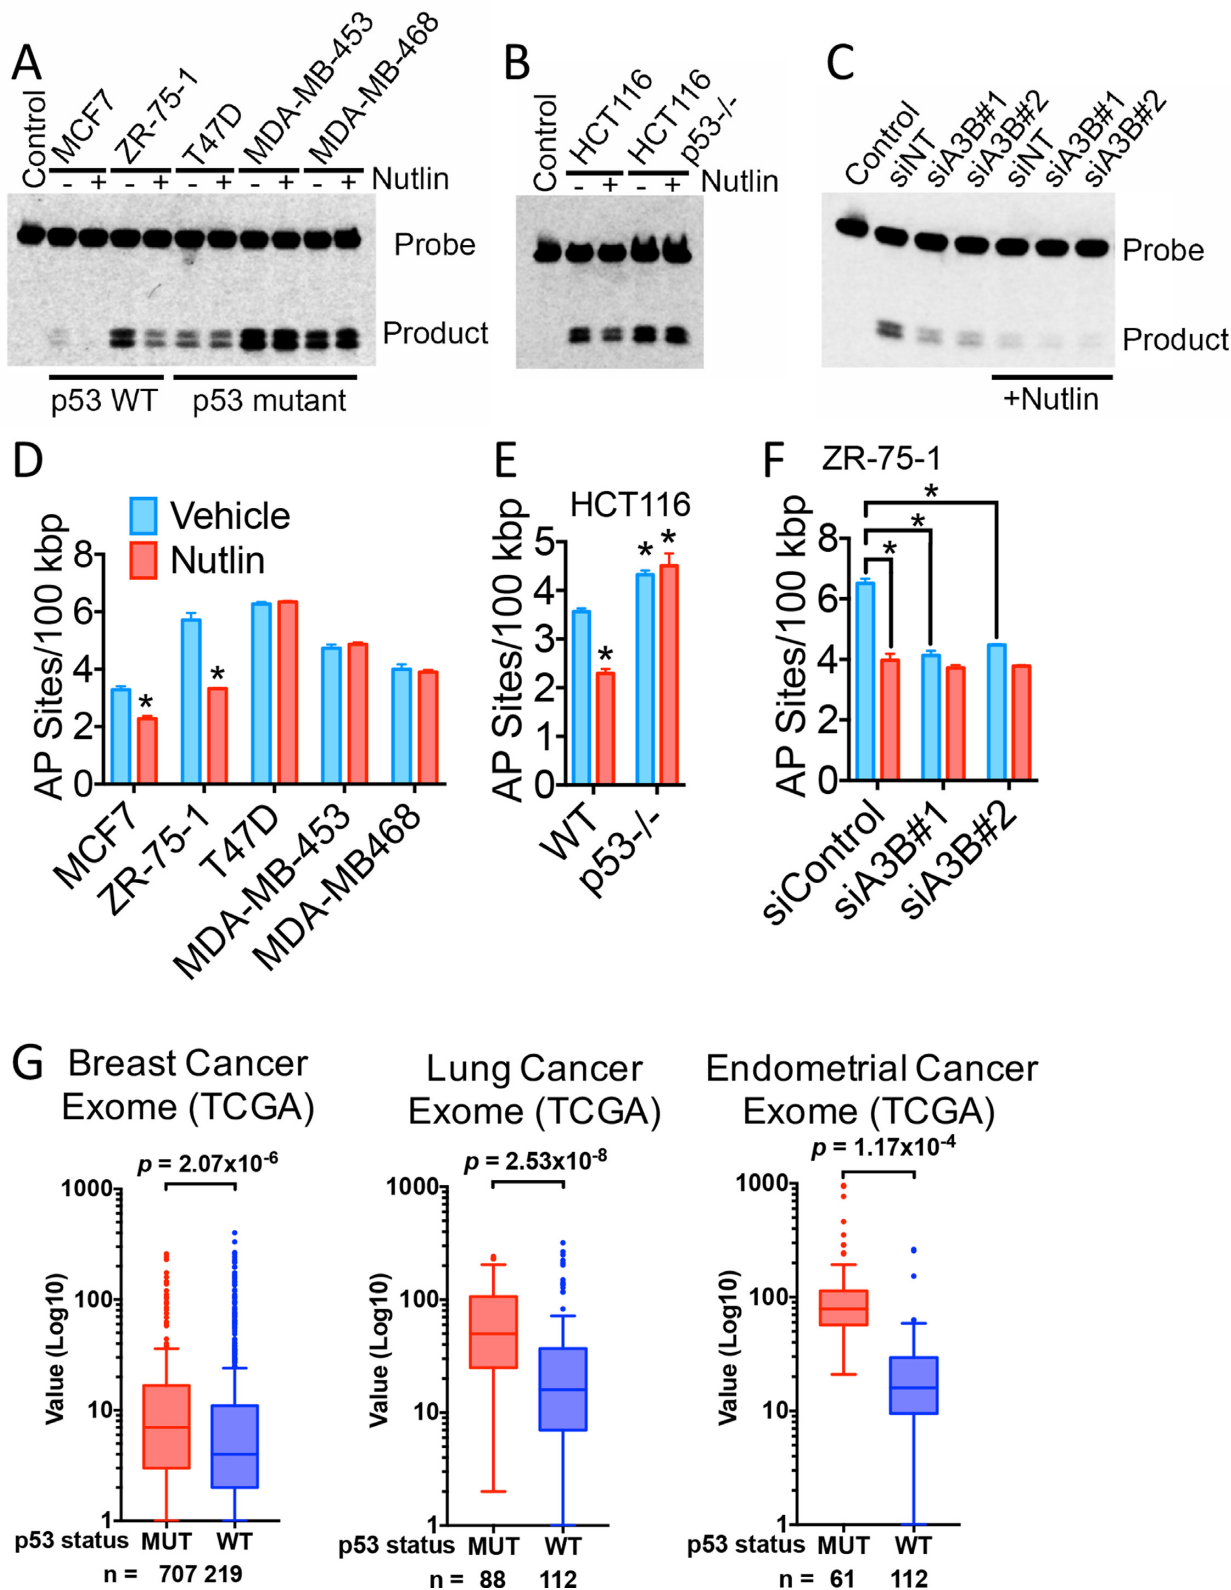 A
Control
MCF7
ZR-75-1
T47D
MDA-MB-453
MDA-MB-468
- + - + - + - + - + Nutlin
Probe
Product
p53 WT p53 mutant
B
Control
HCT116
HCT116
p53-/-
- + - + Nutlin
C
Control
siNT
siA3B#1
siA3B#2
siNT
siA3B#1
siA3B#2
Probe
Product
+Nutlin
D
Vehicle
Nutlin
AP Sites/100 kbp
8
6
4
2
0
MCF7
ZR-75-1
T47D
MDA-MB-453
MDA-MB468
* *
E
HCT116
AP Sites/100 kbp
5
4
3
2
1
0
* * *
WT
p53-/-
F
ZR-75-1
AP Sites/100 kbp
8
6
4
2
0
*
*
*
siControl
siA3B#1
siA3B#2
G
Breast Cancer
Exome (TCGA)
p = 2.07x10-6
Value (Log10)
1000
100
10
1
p53 status MUT WT
n = 707 219
Lung Cancer
Exome (TCGA)
p = 2.53x10-8
Value (Log10)
1000
100
10
1
p53 status MUT WT
n = 88 112
Endometrial Cancer
Exome (TCGA)
p = 1.17x10-4
Value (Log10)
1000
100
10
1
p53 status MUT WT
n = 61 112